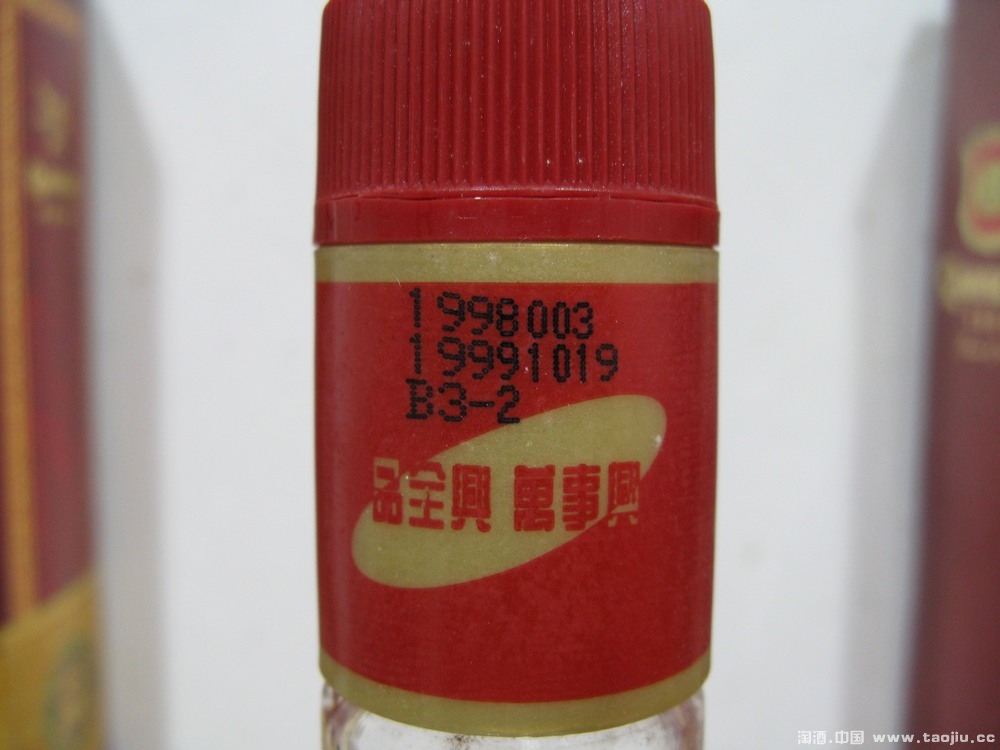 1998003
19991019
B3-2
品全興 萬事興
淘酒.中国 www.taojiu.cc